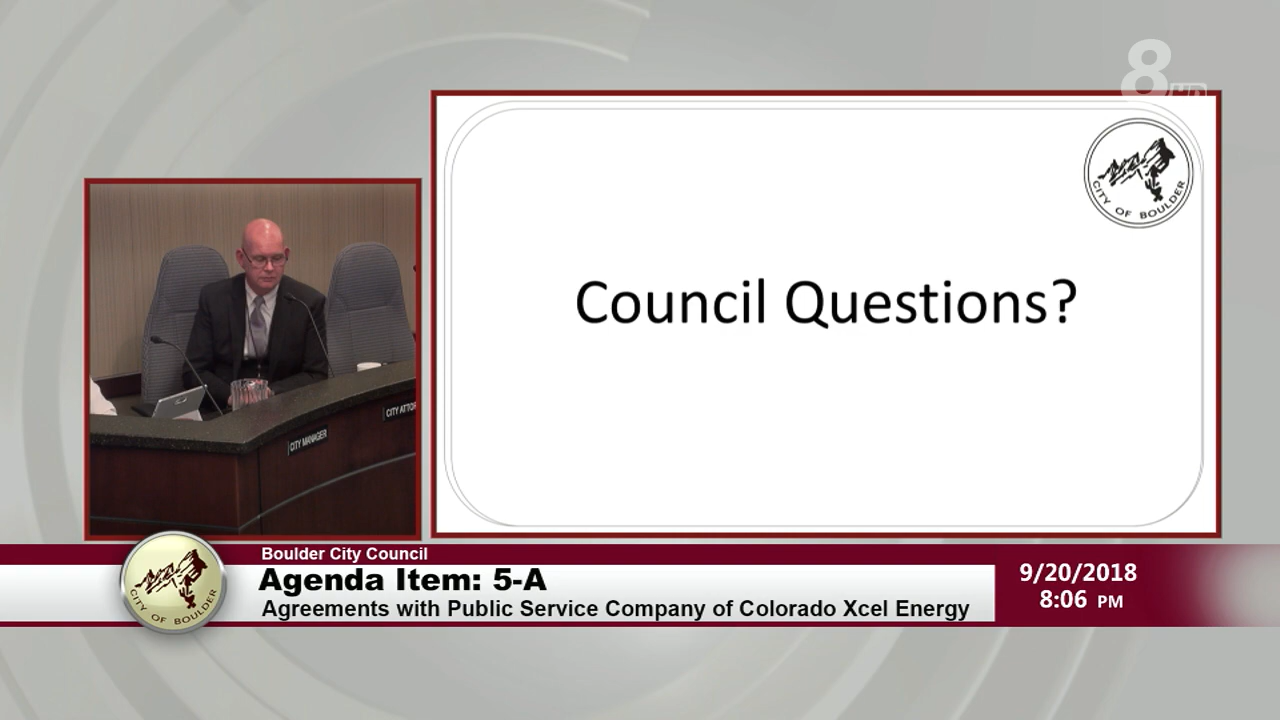 8
HD
CITY OF BOULDER
Council Questions?
CITY MANAGER
CITY ATTO
Boulder City Council
Agenda Item: 5-A
Agreements with Public Service Company of Colorado Xcel Energy
9/20/2018
8:06 PM
CITY OF BOULDER